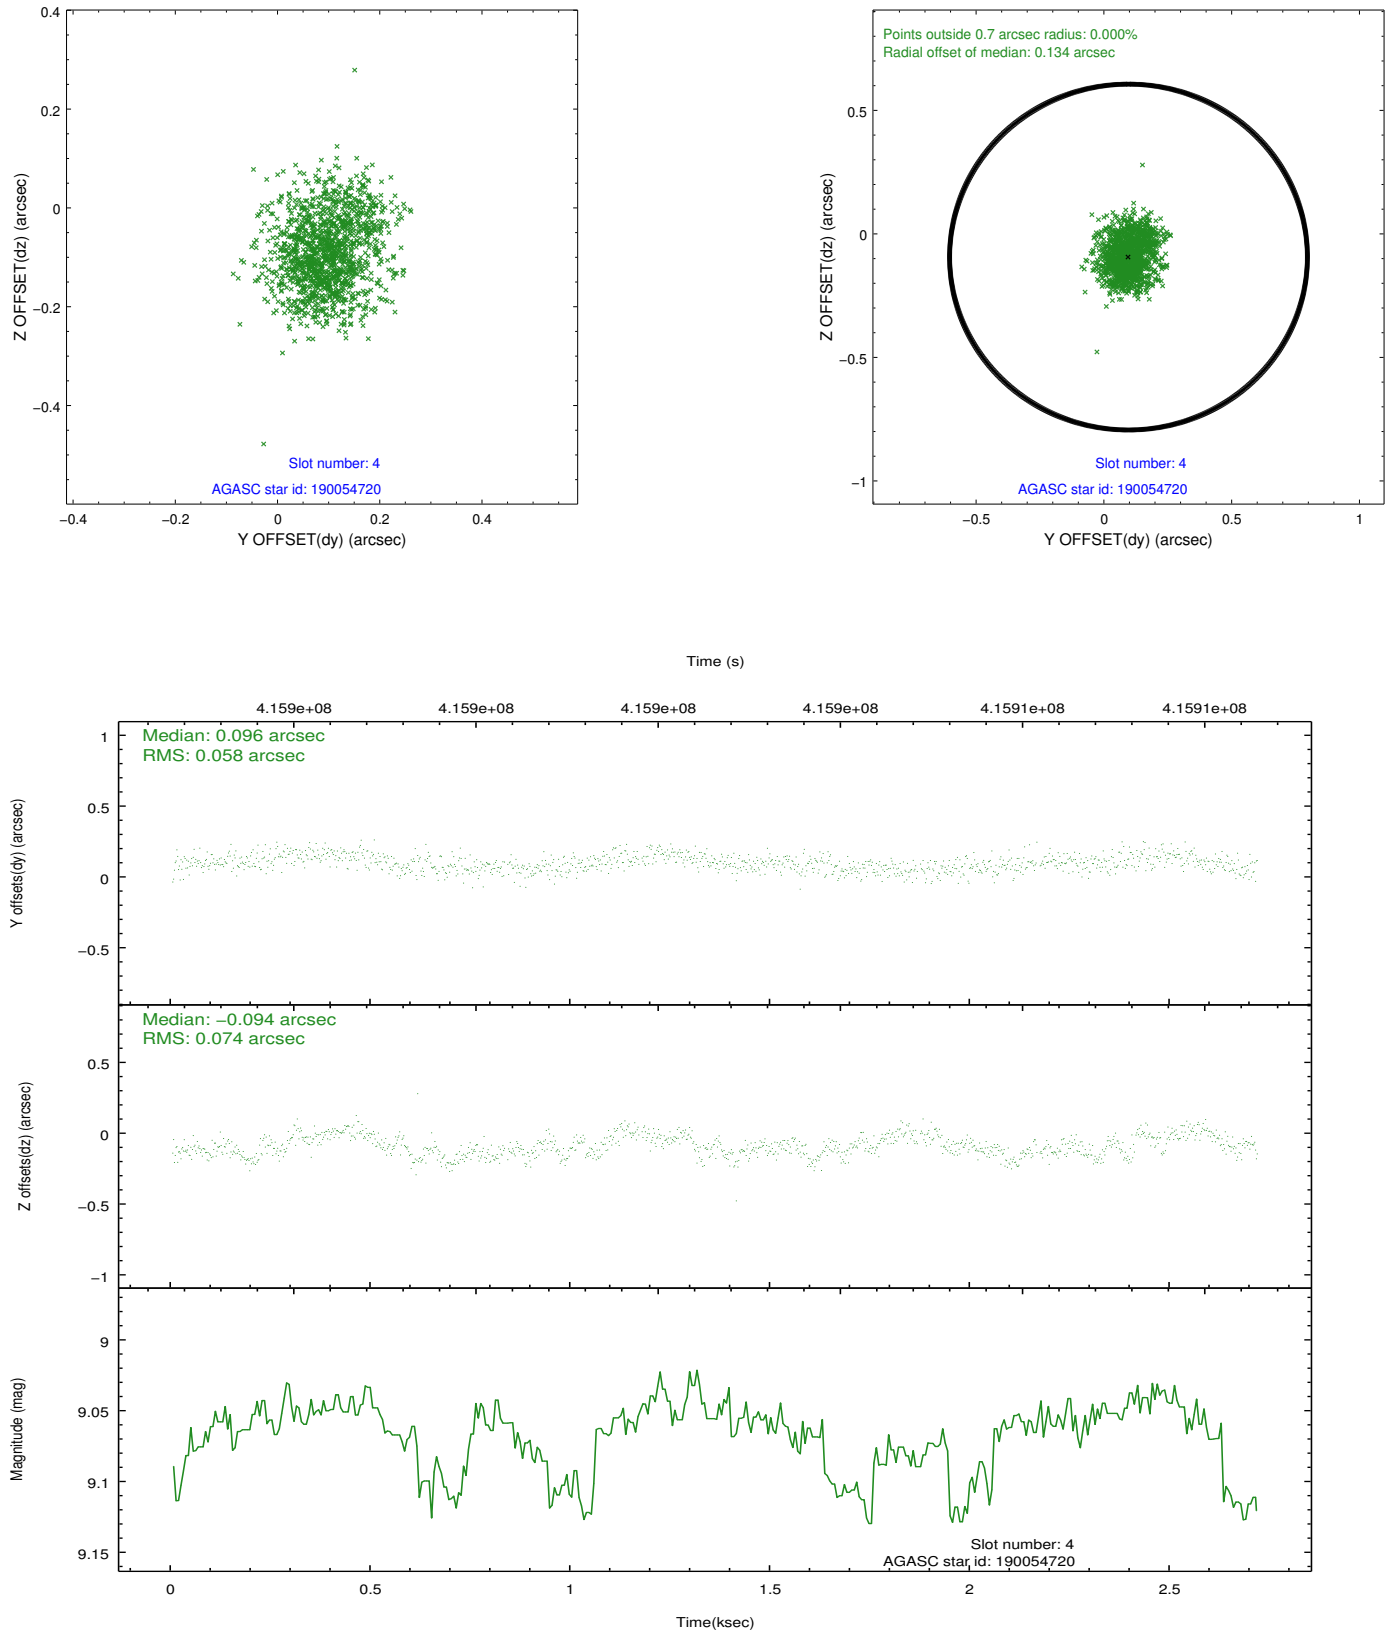 0.4
0.2
0
−0.2
−0.4
Z OFFSET(dz) (arcsec)
Slot number: 4
AGASC star id: 190054720
−0.4 −0.2 0 0.2 0.4
Y OFFSET(dy) (arcsec)
Points outside 0.7 arcsec radius: 0.000%
Radial offset of median: 0.134 arcsec
0.5
0
−0.5
−1
Z OFFSET(dz) (arcsec)
Slot number: 4
AGASC star id: 190054720
−0.5 0 0.5 1
Y OFFSET(dy) (arcsec)
Time (s)
4.159e+08 4.159e+08 4.159e+08 4.159e+08 4.1591e+08 4.1591e+08
Median: 0.096 arcsec
RMS: 0.058 arcsec
1
0.5
0
−0.5
Y offsets(dy) (arcsec)
Median: −0.094 arcsec
RMS: 0.074 arcsec
0.5
0
−0.5
−1
Z offsets(dz) (arcsec)
9
9.05
9.1
9.15
Magnitude (mag)
Slot number: 4
AGASC star id: 190054720
0 0.5 1 1.5 2 2.5
Time(ksec)